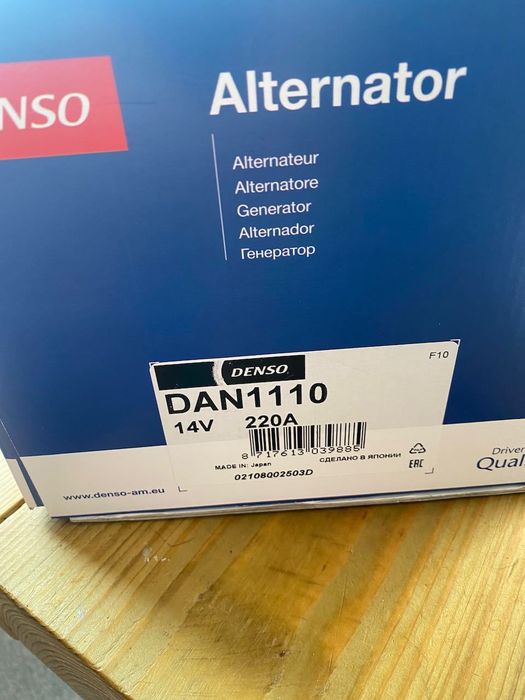 NSO
Alternator
Alternateur
Alternatore
Generator
Alternador
Генератор
DENSO
F10
DAN1110
14V 220A
8 717613 039885
MADE IN: Japan СДЕЛАНО В ЯПОНИИ
02108002503D
EAC
Driven
Qual
www.denso-am.eu